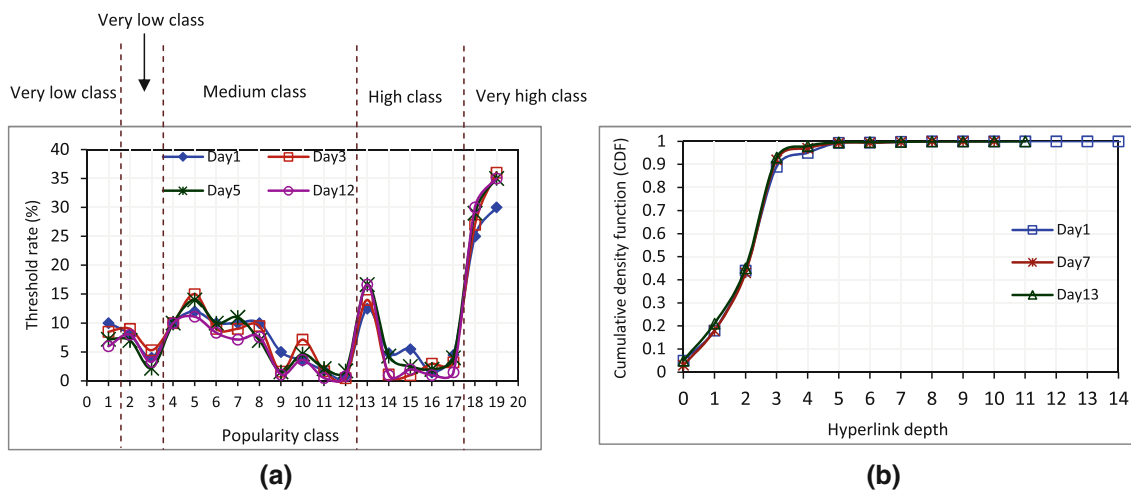 Very low class
Very low class Medium class High class Very high class
Threshold rate (%)
40
35
30
25
20
15
10
5
0
Day1 Day3
Day5 Day12
0 1 2 3 4 5 6 7 8 9 10 11 12 13 14 15 16 17 18 19 20
Popularity class
(a)
Cumulative density function (CDF)
1
0.9
0.8
0.7
0.6
0.5
0.4
0.3
0.2
0.1
0
Day1
Day7
Day13
0 1 2 3 4 5 6 7 8 9 10 11 12 13 14
Hyperlink depth
(b)